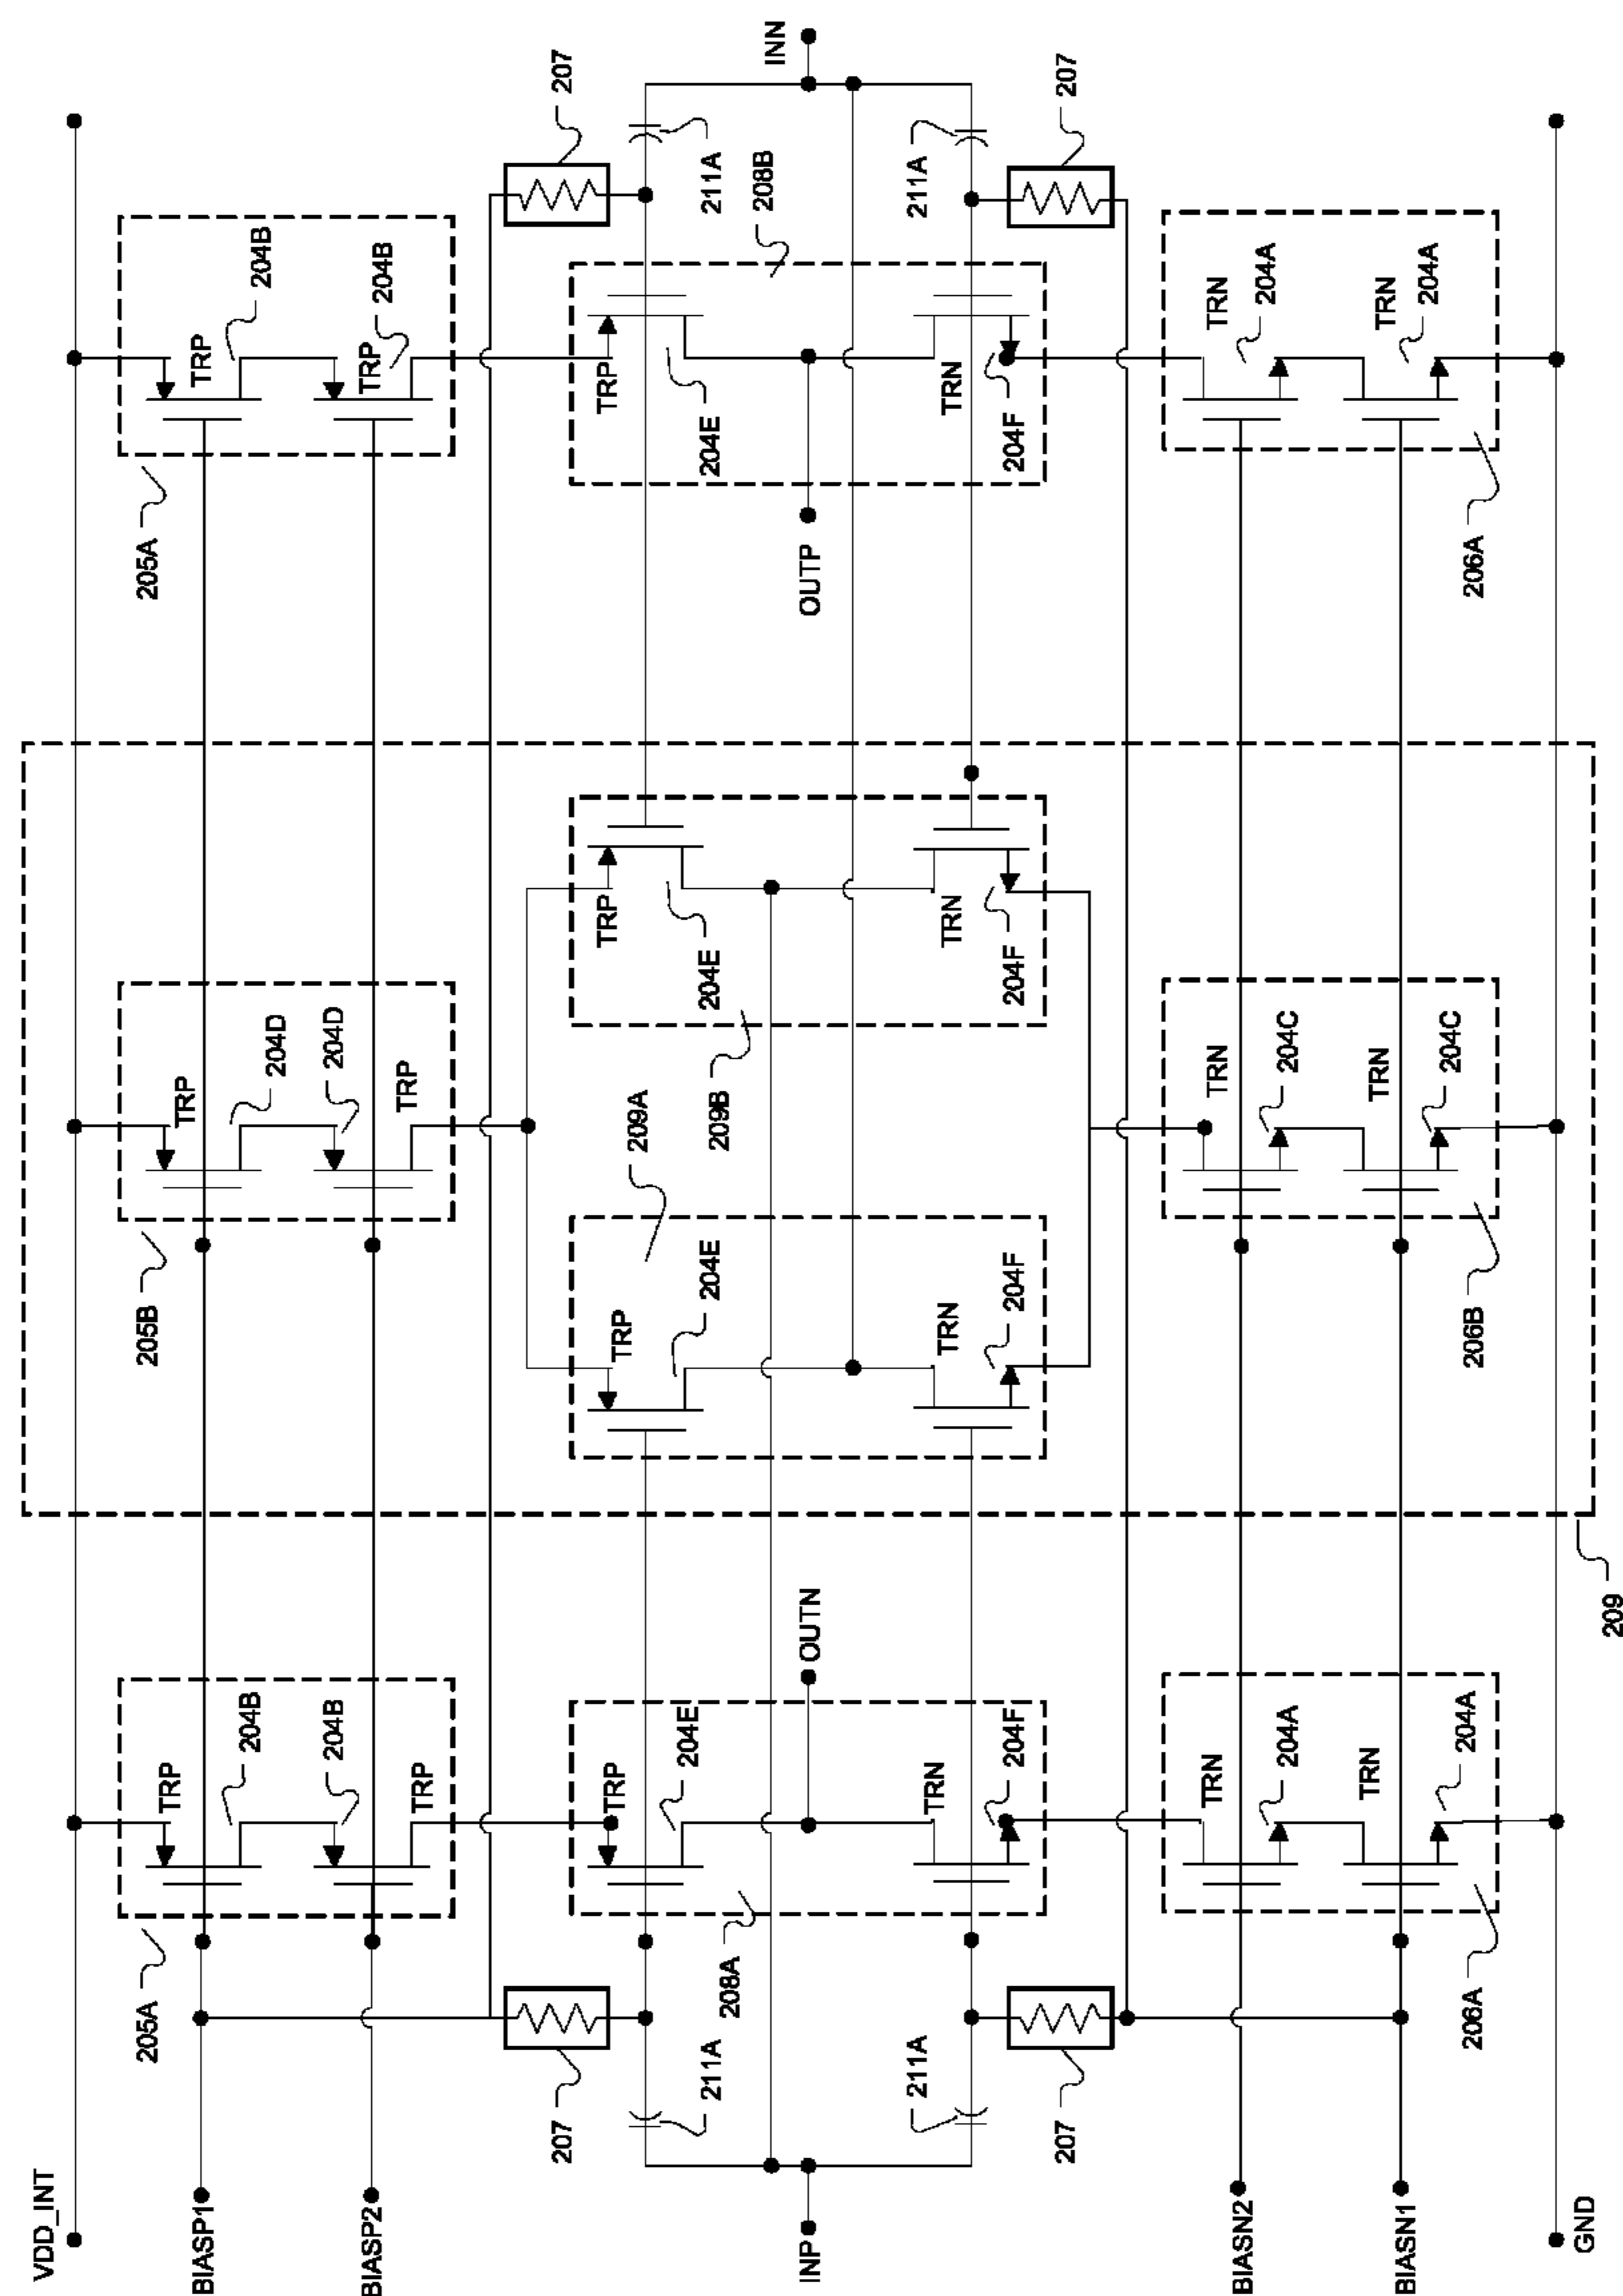 VDD_INT
BIASP1
BIASP2
INP
BIASN2
BIASN1
GND
205A
TRP
204B
204B
TRP
207
211A
208A
TRP
204E
TRN
204F
OUTN
211A
207
206A
TRN
204A
TRN
204A
209
205B
TRP
204D
204D
TRP
209A
TRP
204E
TRN
204F
209B
TRP
204E
TRN
204F
206B
TRN
204C
TRN
204C
205A
TRP
204B
TRP
204B
OUTP
TRP
204E
TRN
204F
208B
207
211A
211A
207
INN
206A
TRN
204A
TRN
204A